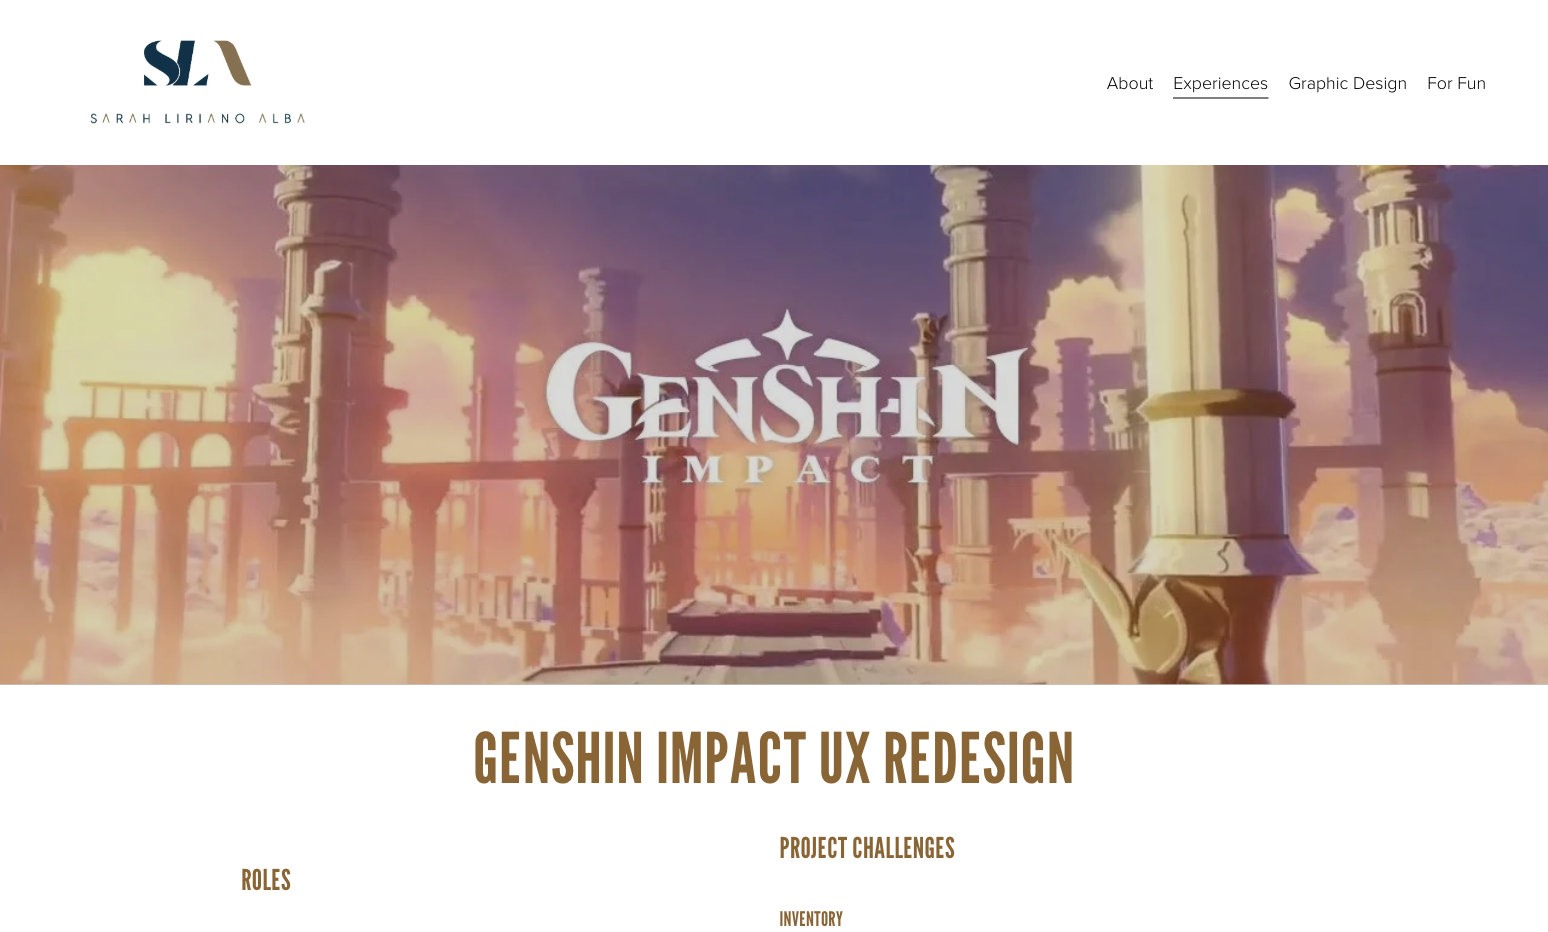 SLA
SARAH LIRIANO ALBA
About Experiences Graphic Design For Fun
GENSHIN
IMPACT
GENSHIN IMPACT UX REDESIGN
PROJECT CHALLENGES
ROLES
INVENTORY